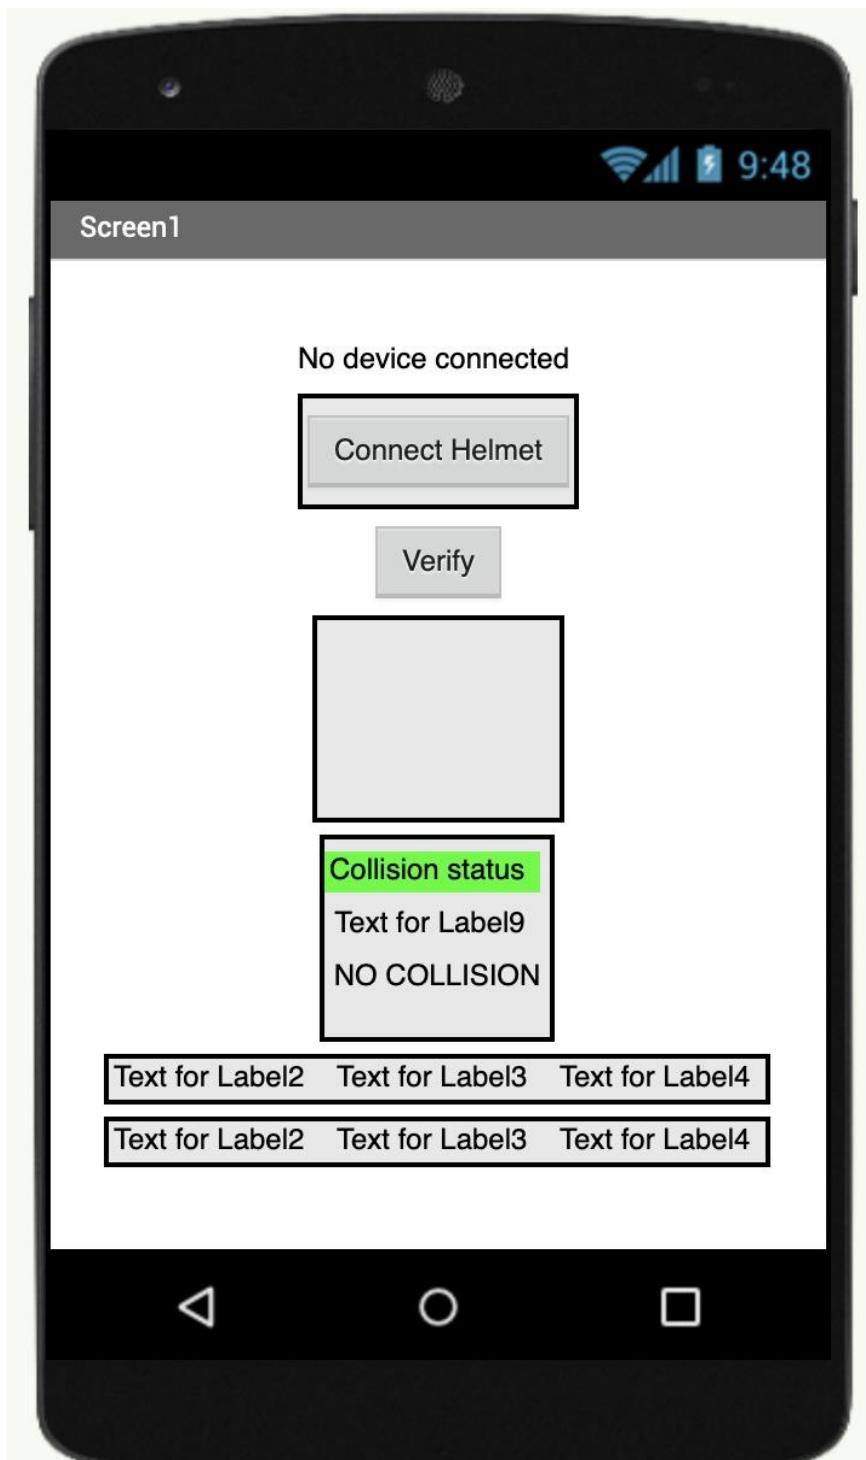 9:48
Screen1
No device connected
Connect Helmet
Verify
Collision status
Text for Label9
NO COLLISION
Text for Label2 Text for Label3 Text for Label4
Text for Label2 Text for Label3 Text for Label4